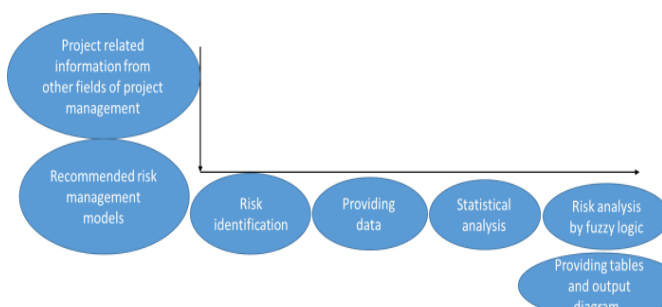 Project related
information from
other fields of project
management
Recommended risk
management
models
Risk
identification
Providing
data
Statistical
analysis
Risk analysis
by fuzzy logic
Providing tables
and output
diagram